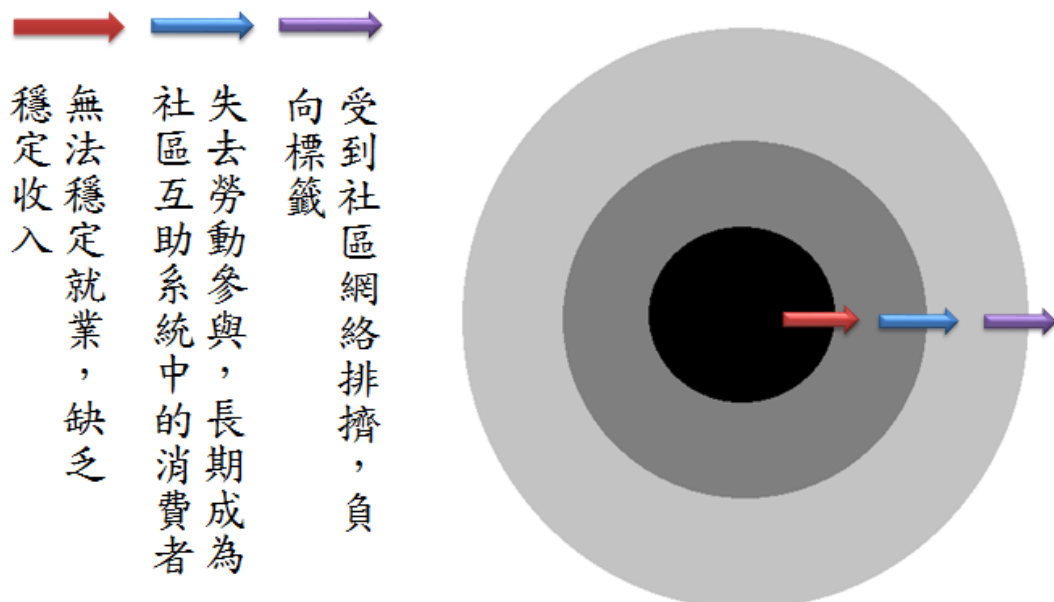 無法穩定就業，缺乏
穩定收入
失去勞動參與，長期成為
社區互助系統中的消費者
受到社區網絡排擠，負
向標籤